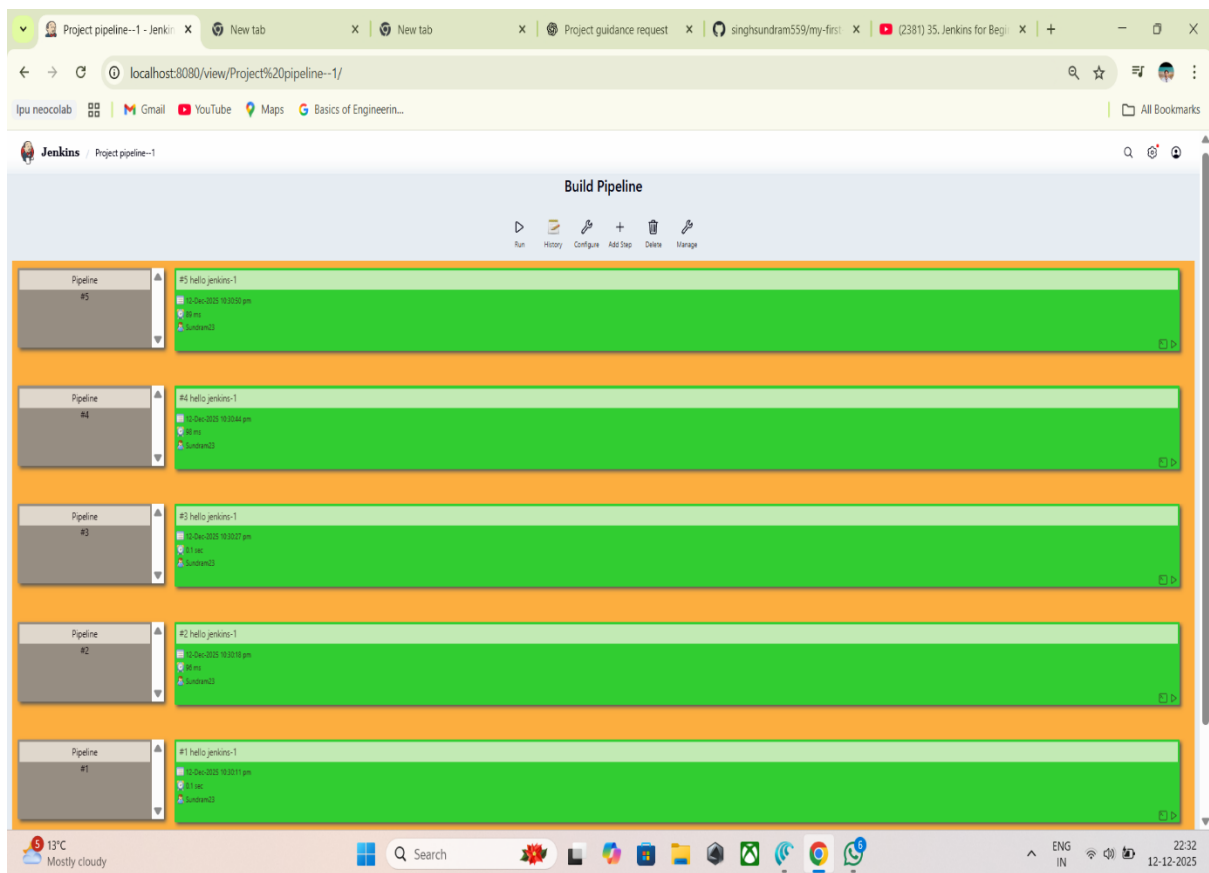 Project pipeline--1 - Jenkin
New tab
New tab
Project guidance request
singhsundram559/my-first
(2381) 35. Jenkins for Begin
localhost:8080/view/Project%20pipeline--1/
lpu neocolab
Gmail
YouTube
Maps
Basics of Engineerin...
All Bookmarks
Jenkins / Project pipeline--1
Build Pipeline
Run
History
Configure
Add Step
Delete
Manage
Pipeline
#5
#5 hello jenkins-1
12-Dec-2025 10:30:50 pm
99 ms
Sundram23
Pipeline
#4
#4 hello jenkins-1
12-Dec-2025 10:30:44 pm
98 ms
Sundram23
Pipeline
#3
#3 hello jenkins-1
12-Dec-2025 10:30:27 pm
0.1 sec
Sundram23
Pipeline
#2
#2 hello jenkins-1
12-Dec-2025 10:30:18 pm
96 ms
Sundram23
Pipeline
#1
#1 hello jenkins-1
12-Dec-2025 10:30:11 pm
0.1 sec
Sundram23
5
13°C
Mostly cloudy
Search
6
ENG
IN
22:32
12-12-2025